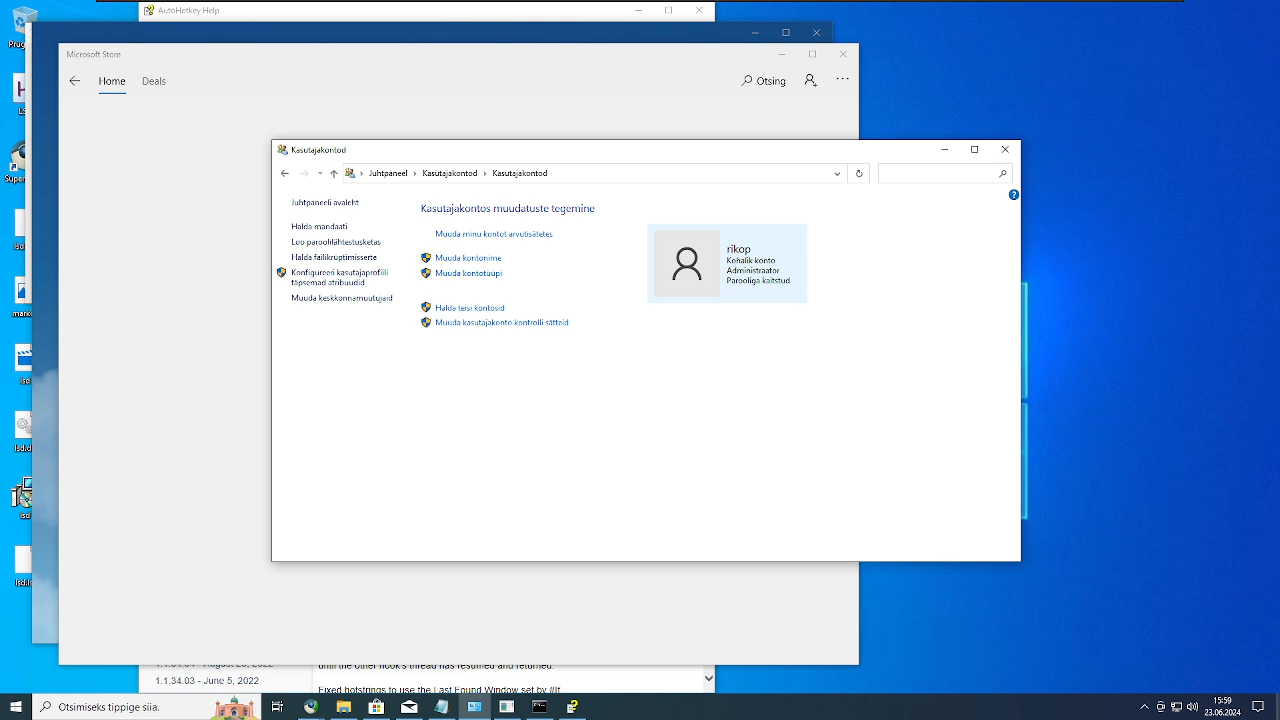 AutoHotkey Help
Microsoft Store
Home
Deals
Otsing
Kasutajakontod
Juhtpaneel
Kasutajakontod
Kasutajakontod
Juhtpaneeli avaleht
Kasutajakontos muudatuste tegemine
Halda mandaati
Loo paroolilähtestusketas
Halda failikrüptimisserte
Konfigureeri kasutajaprofiili
täpsemad atribuudid
Muuda keskkonnamuutujaid
Muuda minu kontot arvutisätetes
Muuda kontonime
Muuda kontotüüpi
Halda teisi kontosid
Muuda kasutajakonto kontrolli sätteid
rikop
Kohalik konto
Administraator
Parooliga kaitstud
until the other hook's thread has resumed and returned.
1.1.34.03 - June 5, 2022
Fixed hotstrings to use the Last Found Window set by #If
Otsimiseks tippige siia.
15:59
23.06.2024